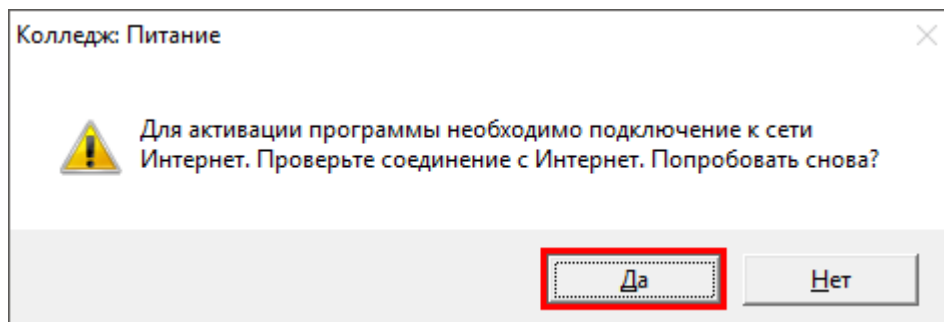 Колледж: Питание
Для активации программы необходимо подключение к сети
Интернет. Проверьте соединение с Интернет. Попробовать снова?
Да
Нет